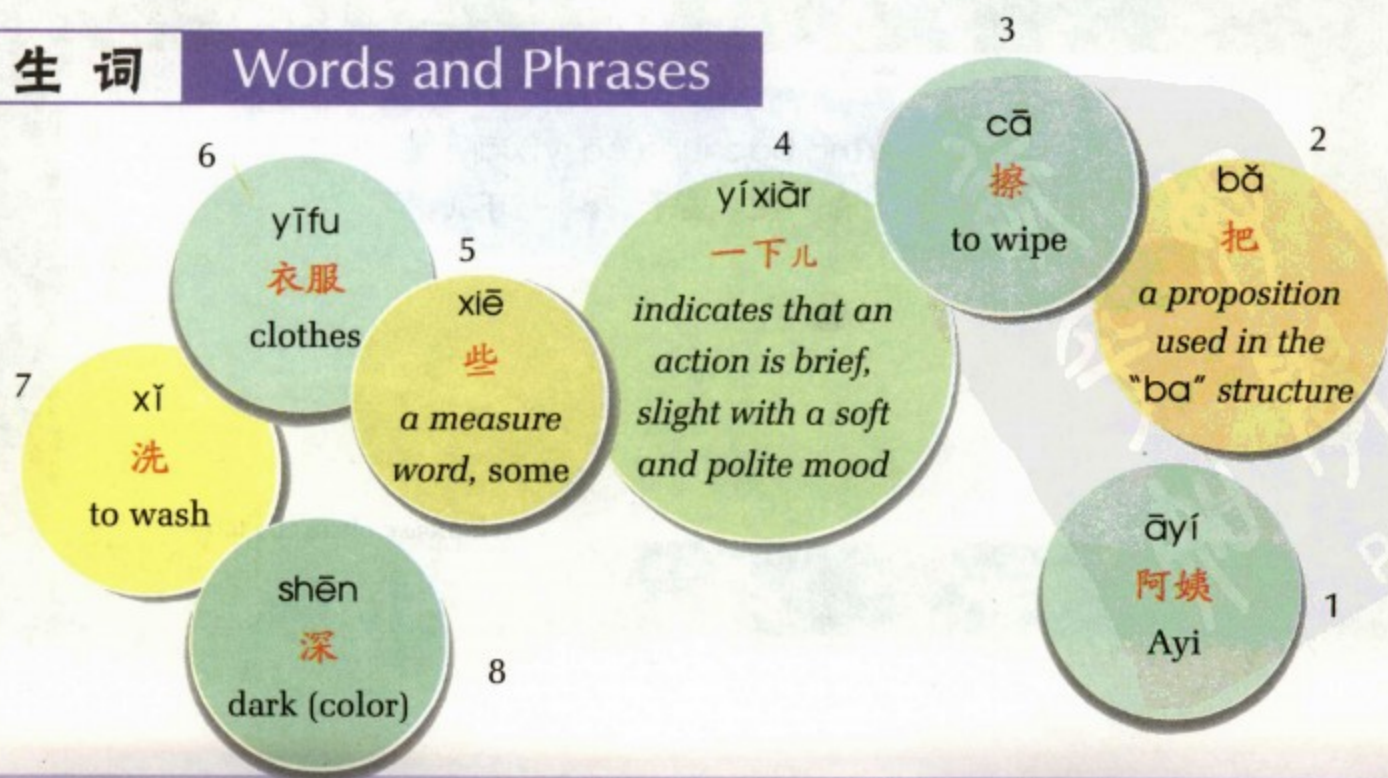 生 词 Words and Phrases
1
āyí
阿姨
Ayi
2
bǎ
把
a proposition
used in the
"ba" structure
3
cā
擦
to wipe
4
yíxiàr
一下儿
indicates that an
action is brief,
slight with a soft
and polite mood
5
xiē
些
a measure
word, some
6
yīfu
衣服
clothes
7
xǐ
洗
to wash
8
shēn
深
dark (color)